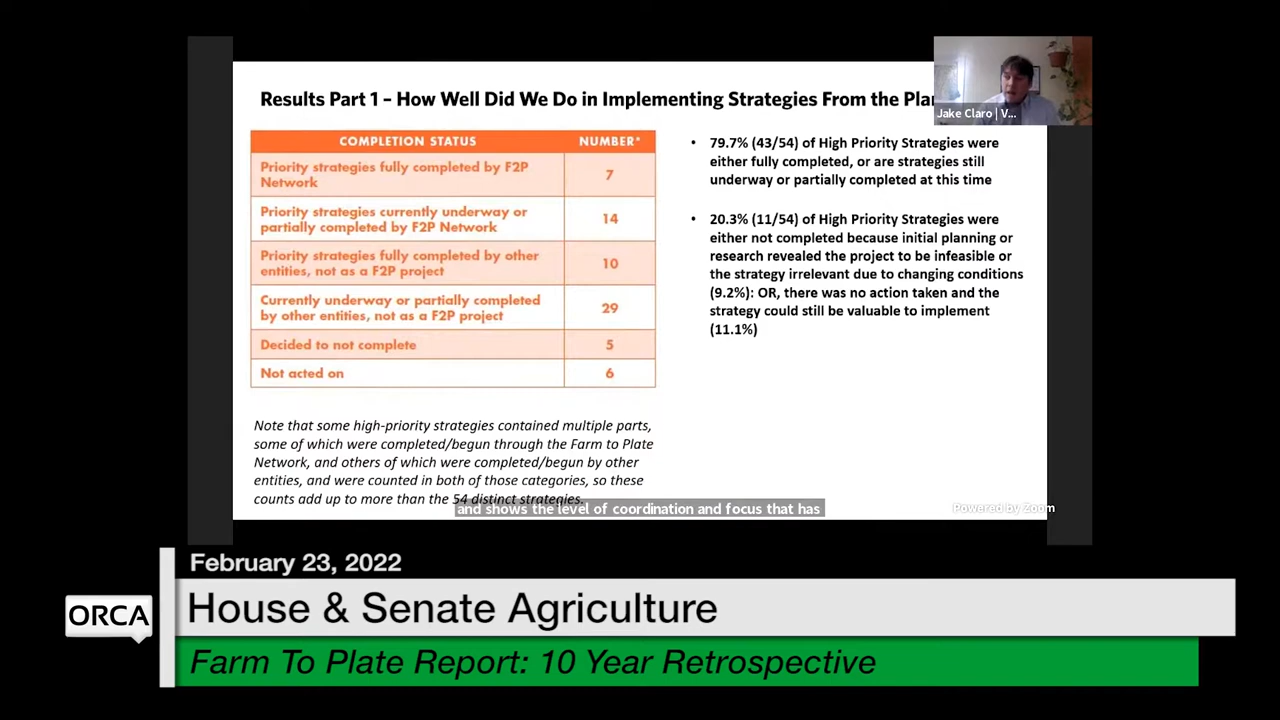 Results Part 1 – How Well Did We Do in Implementing Strategies From the Pla
Jake Claro | V...
COMPLETION STATUS NUMBER*
Priority strategies fully completed by F2P
Network
7
Priority strategies currently underway or
partially completed by F2P Network
14
Priority strategies fully completed by other
entities, not as a F2P project
10
Currently underway or partially completed
by other entities, not as a F2P project
29
Decided to not complete 5
Not acted on 6
Note that some high-priority strategies contained multiple parts,
some of which were completed/begun through the Farm to Plate
Network, and others of which were completed/begun by other
entities, and were counted in both of those categories, so these
counts add up to more than the 54 distinct strategies.
• 79.7% (43/54) of High Priority Strategies were
either fully completed, or are strategies still
underway or partially completed at this time
• 20.3% (11/54) of High Priority Strategies were
either not completed because initial planning or
research revealed the project to be infeasible or
the strategy irrelevant due to changing conditions
(9.2%): OR, there was no action taken and the
strategy could still be valuable to implement
(11.1%)
and shows the level of coordination and focus that has
Powered by Zoom
February 23, 2022
ORCA
House & Senate Agriculture
Farm To Plate Report: 10 Year Retrospective